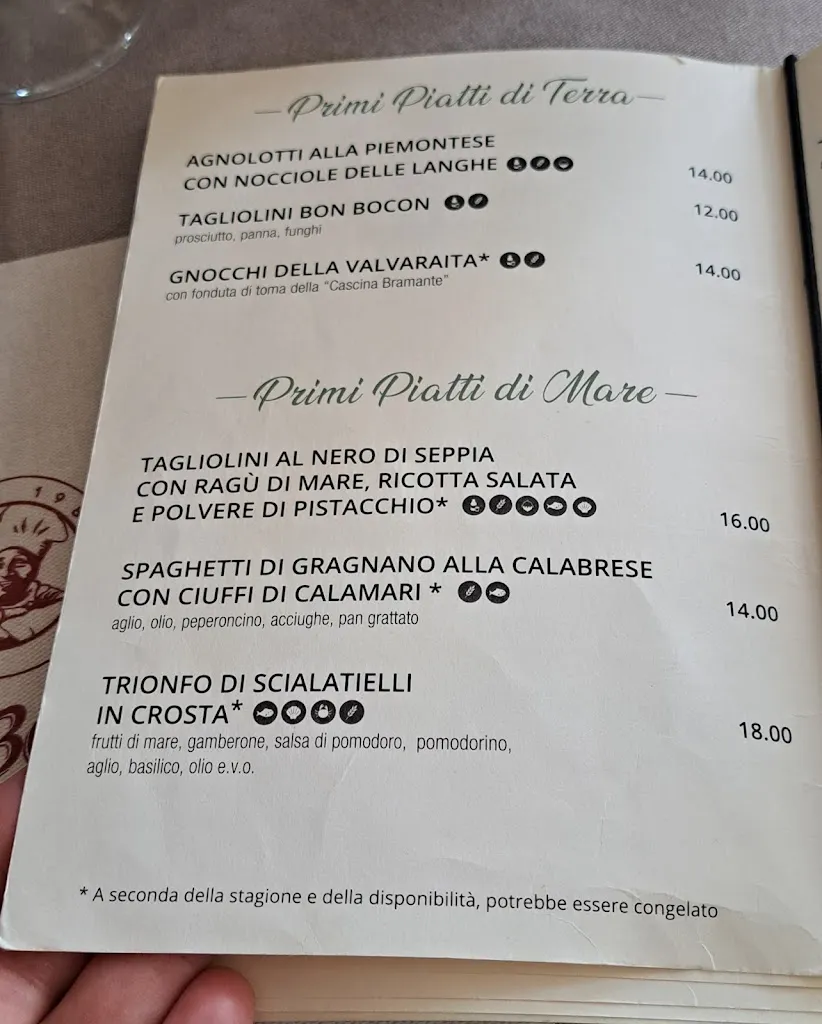 — Primi Piatti di Terra —
AGNOLOTTI ALLA PIEMONTESE
CON NOCCIOLE DELLE LANGHE 14.00
TAGLIOLINI BON BOCON 12.00
prosciutto, panna, funghi
GNOCCHI DELLA VALVARAITA* 14.00
con fonduta di toma della "Cascina Bramante"
— Primi Piatti di Mare —
TAGLIOLINI AL NERO DI SEPPIA
CON RAGÙ DI MARE, RICOTTA SALATA
E POLVERE DI PISTACCHIO* 16.00
SPAGHETTI DI GRAGNANO ALLA CALABRESE
CON CIUFFI DI CALAMARI * 14.00
aglio, olio, peperoncino, acciughe, pan grattato
TRIONFO DI SCIALATIELLI
IN CROSTA* 18.00
frutti di mare, gamberone, salsa di pomodoro, pomodorino,
aglio, basilico, olio e.v.o.
* A seconda della stagione e della disponibilità, potrebbe essere congelato